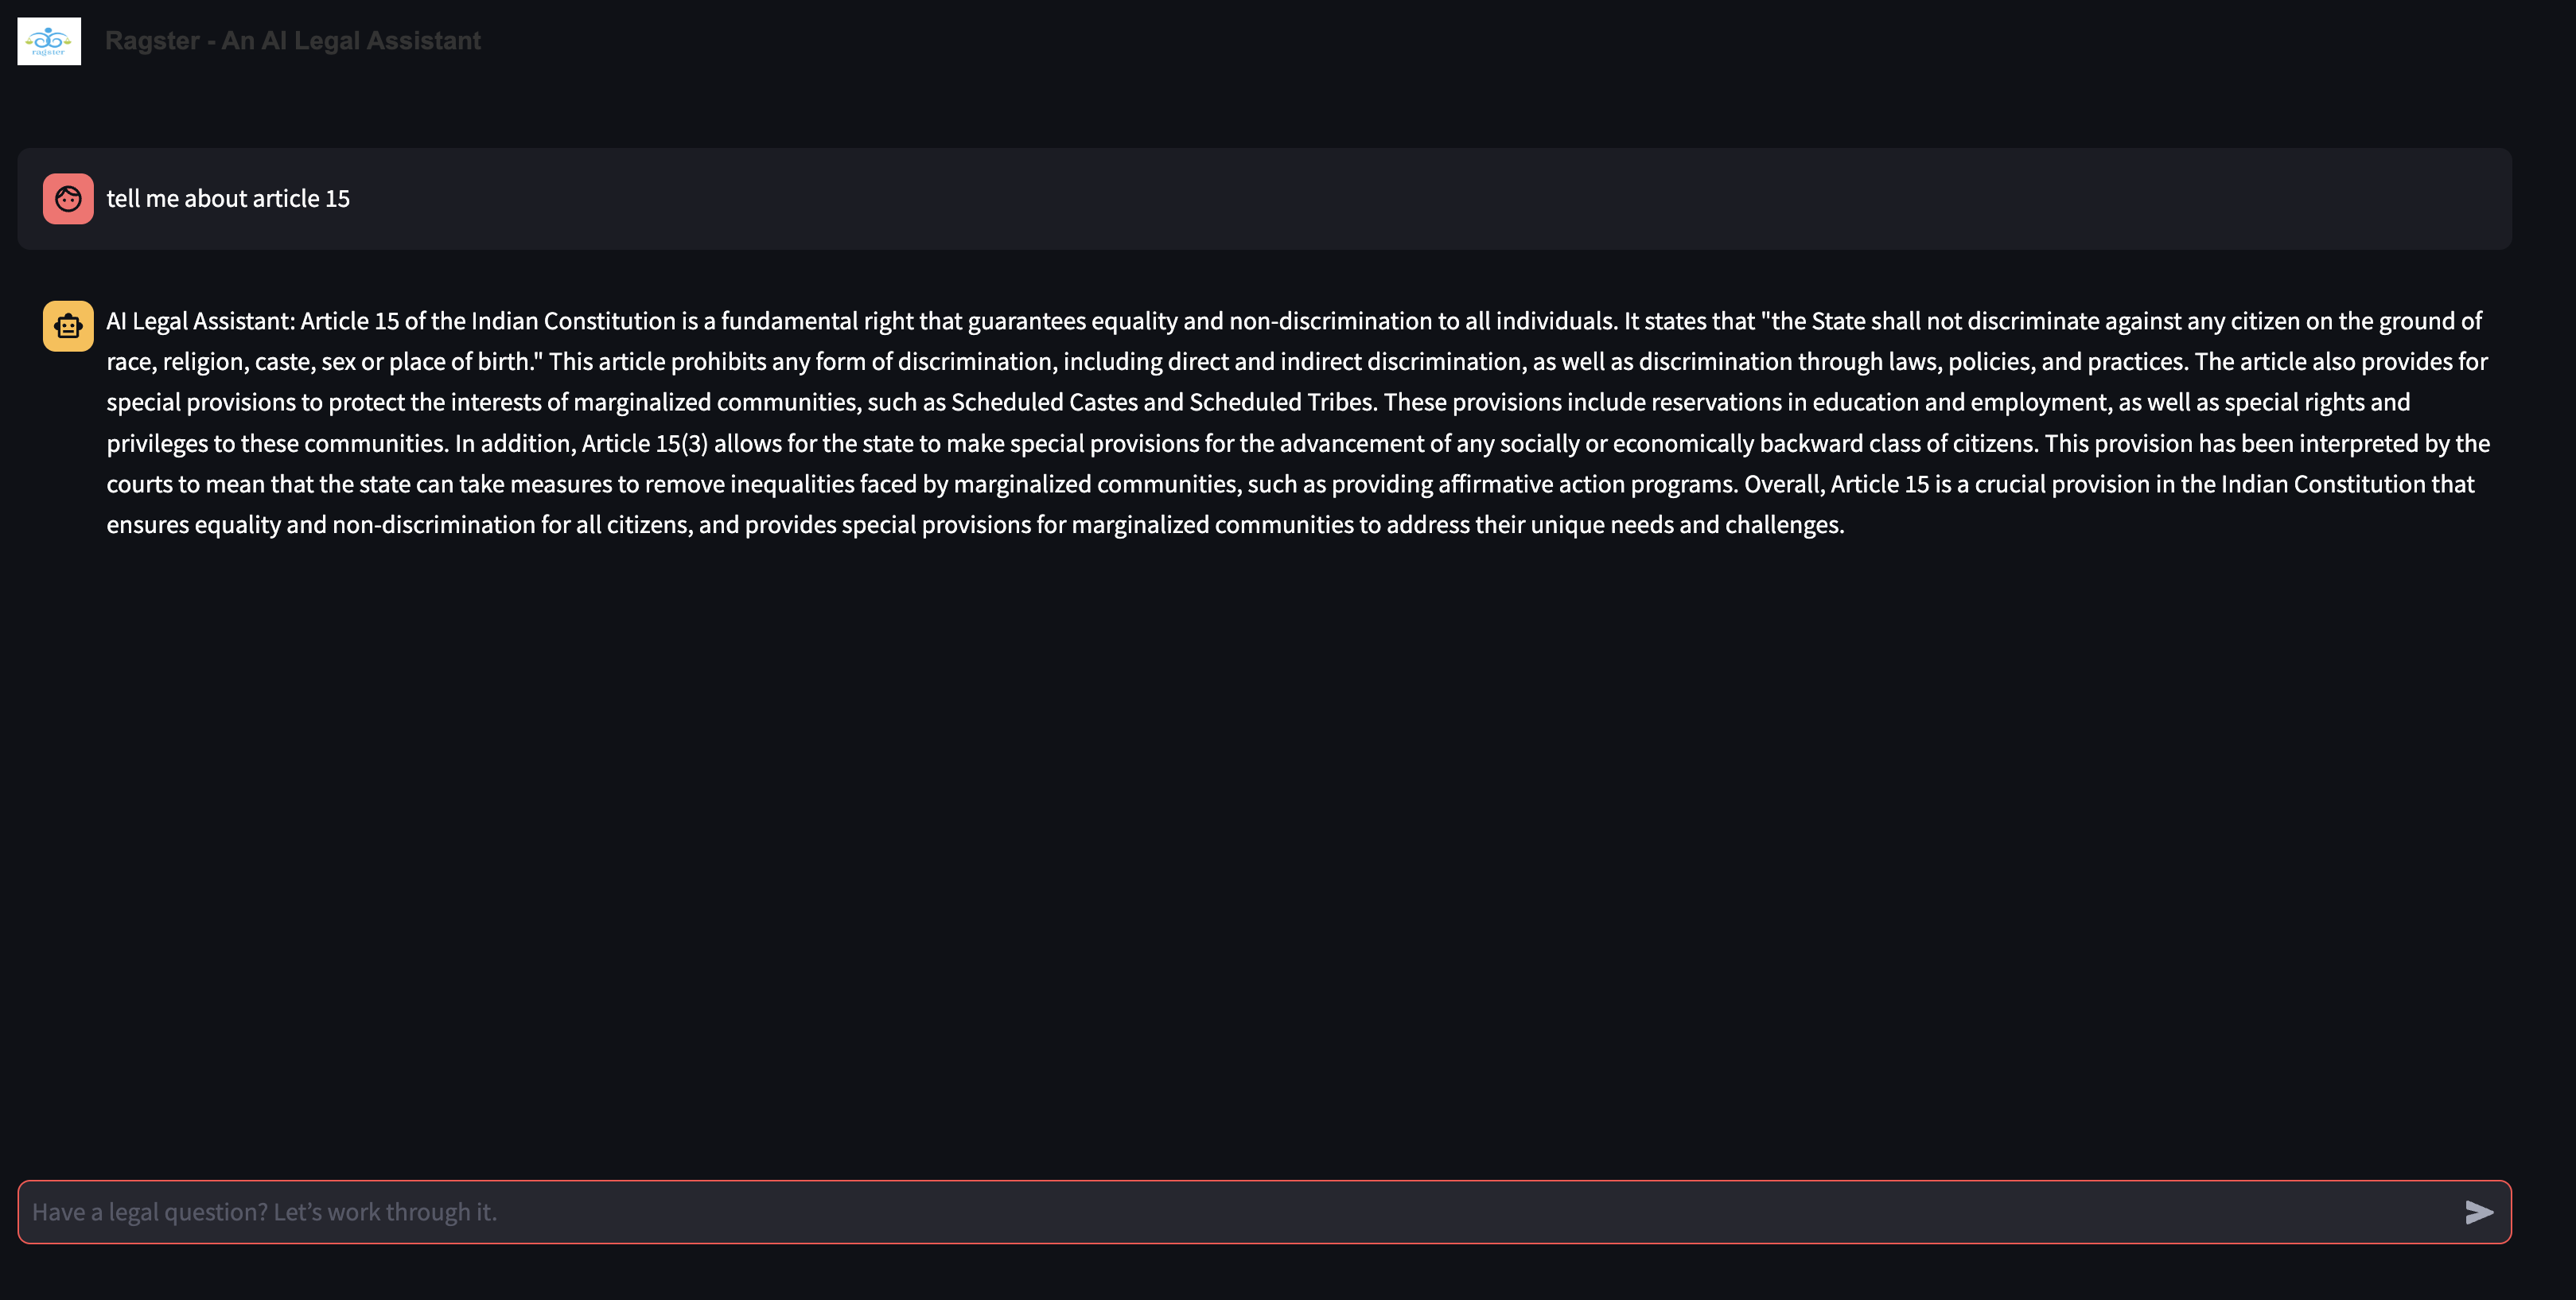 ragster
Ragster - An AI Legal Assistant
tell me about article 15
AI Legal Assistant: Article 15 of the Indian Constitution is a fundamental right that guarantees equality and non-discrimination to all individuals. It states that "the State shall not discriminate against any citizen on the ground of
race, religion, caste, sex or place of birth." This article prohibits any form of discrimination, including direct and indirect discrimination, as well as discrimination through laws, policies, and practices. The article also provides for
special provisions to protect the interests of marginalized communities, such as Scheduled Castes and Scheduled Tribes. These provisions include reservations in education and employment, as well as special rights and
privileges to these communities. In addition, Article 15(3) allows for the state to make special provisions for the advancement of any socially or economically backward class of citizens. This provision has been interpreted by the
courts to mean that the state can take measures to remove inequalities faced by marginalized communities, such as providing affirmative action programs. Overall, Article 15 is a crucial provision in the Indian Constitution that
ensures equality and non-discrimination for all citizens, and provides special provisions for marginalized communities to address their unique needs and challenges.
Have a legal question? Let’s work through it.